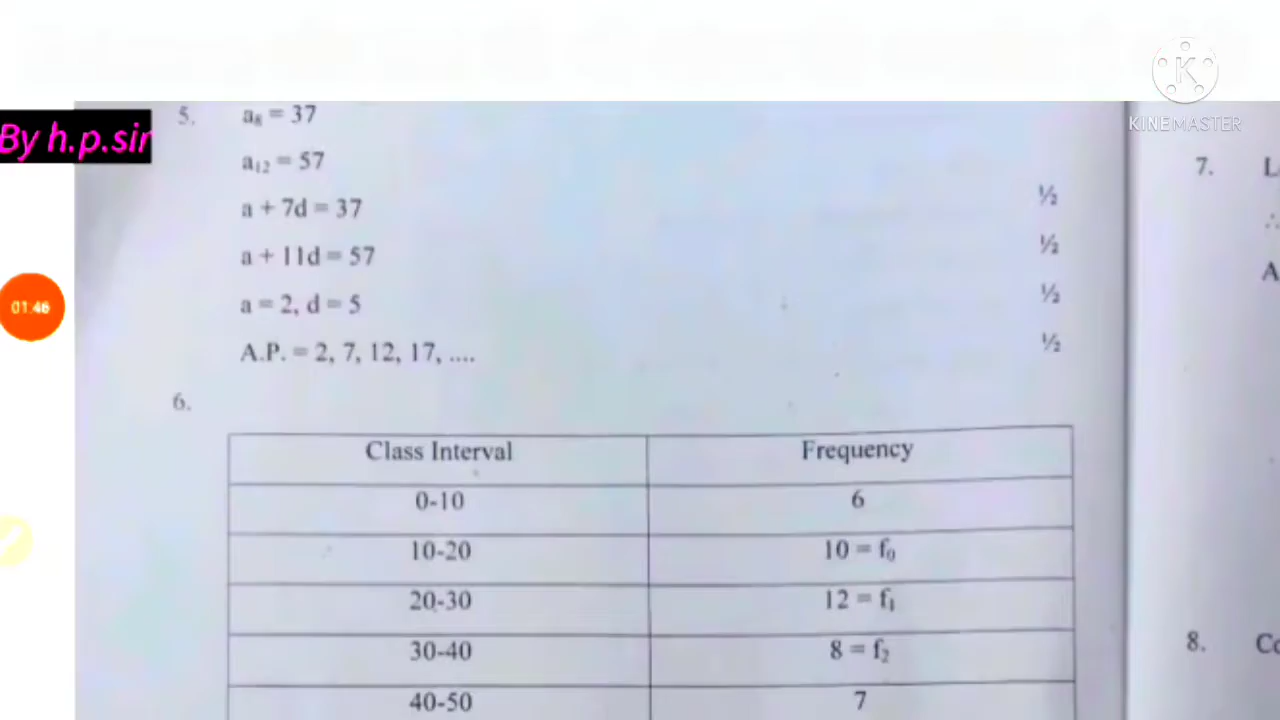 KINEMASTER
By h.p.sir
5. a₈ = 37
a₁₂ = 57
a + 7d = 37 ½
a + 11d = 57 ½
a = 2, d = 5 ½
A.P. = 2, 7, 12, 17, .... ½
6.
Class Interval Frequency
0-10 6
10-20 10 = f₀
20-30 12 = f₁
30-40 8 = f₂
40-50 7
01:46
7. L
∴
A
8. Co